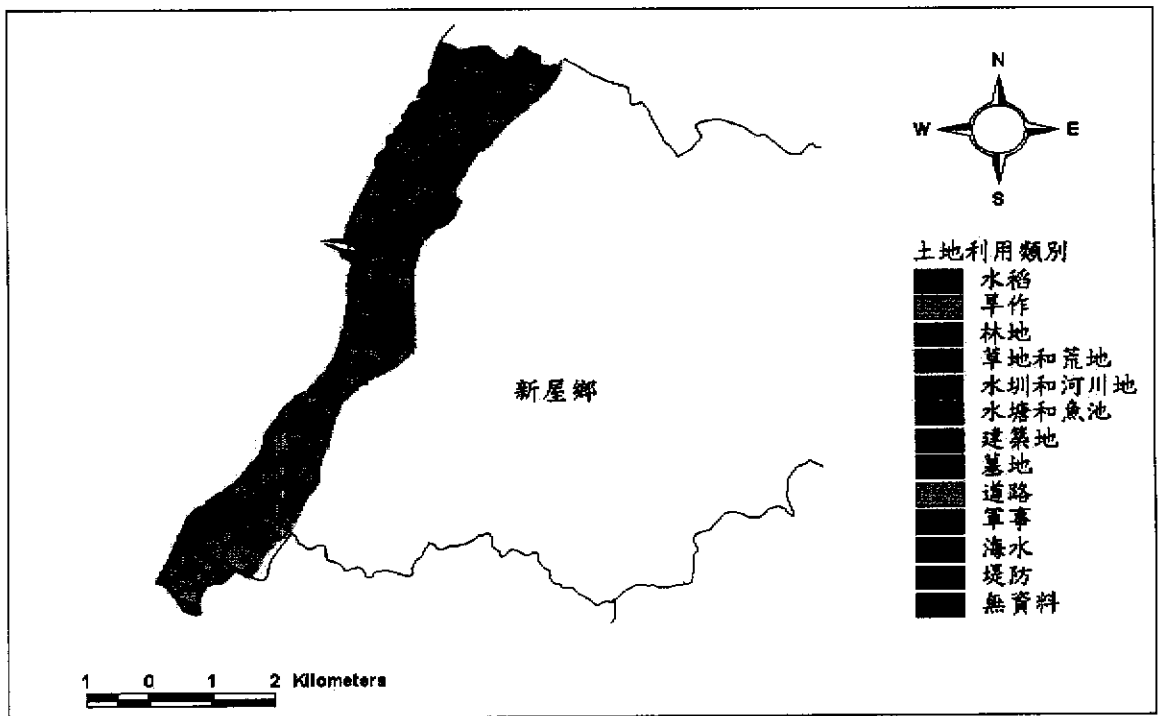 N
W E
S
土地利用類別
水稻
旱作
林地
草地和荒地
水圳和河川地
水塘和魚池
建築地
墓地
道路
軍事
海水
堤防
無資料
新屋鄉
1 0 1 2 Kilometers